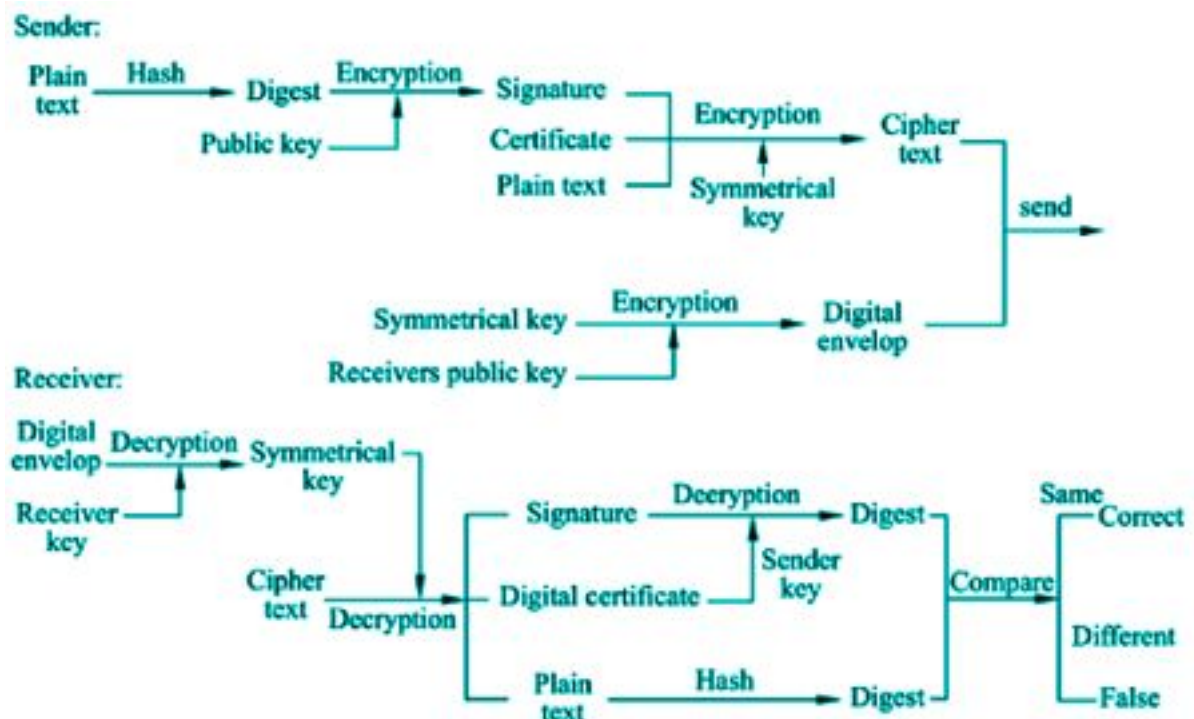 Sender:
Plain
text
Hash
Digest
Encryption
Public key
Signature
Certificate
Plain text
Encryption
Symmetrical
key
Cipher
text
send
Symmetrical key
Encryption
Receivers public key
Digital
envelop
Receiver:
Digital
envelop
Decryption
Symmetrical
key
Receiver
key
Cipher
text
Decryption
Signature
Deeryption
Digest
Sender
key
Digital certificate
Plain
text
Hash
Digest
Compare
Same
Correct
Different
False